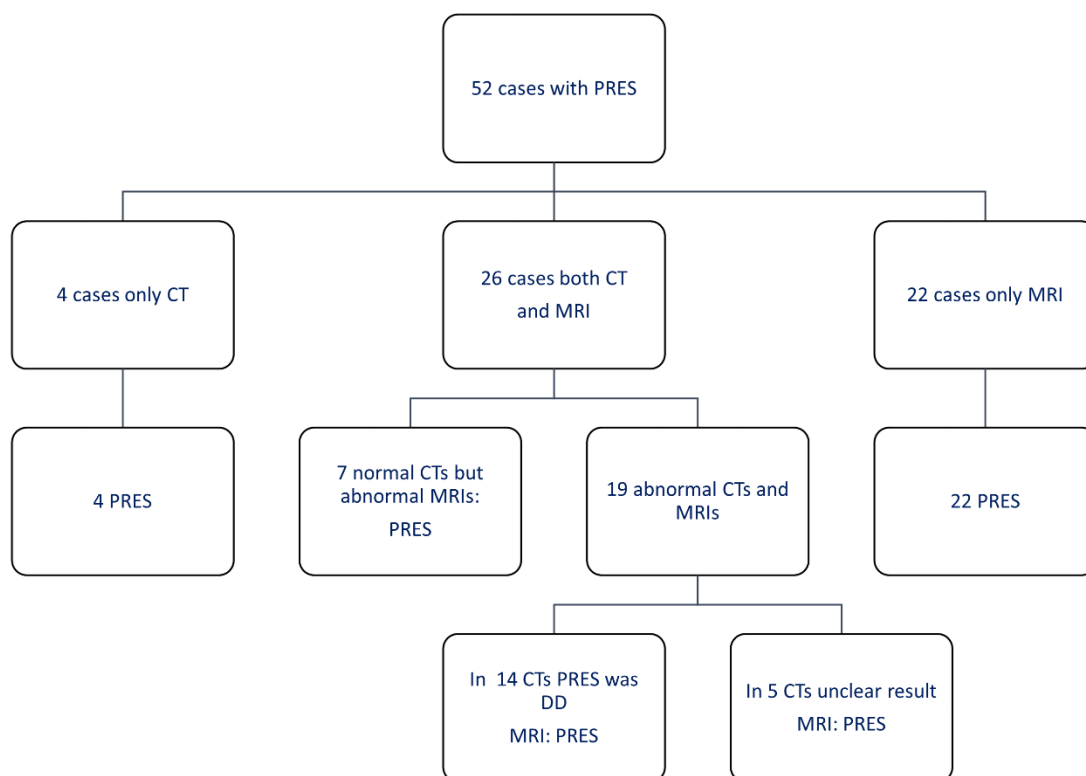 52 cases with PRES
4 cases only CT
26 cases both CT
and MRI
22 cases only MRI
4 PRES
7 normal CTs but
abnormal MRIs:
PRES
19 abnormal CTs and
MRIs
22 PRES
In  14 CTs PRES was
DD
MRI: PRES
In 5 CTs unclear result
MRI: PRES